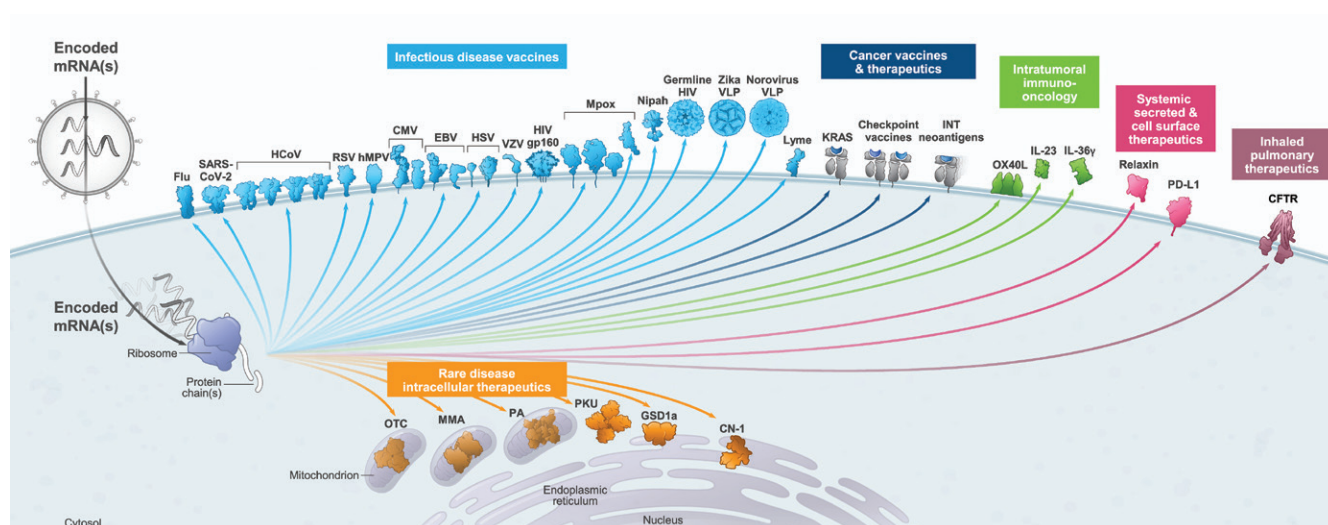 Encoded
mRNA(s)
Infectious disease vaccines
Cancer vaccines
& therapeutics
Intratumoral
immuno-
oncology
Systemic
secreted &
cell surface
therapeutics
Inhaled
pulmonary
therapeutics
Flu
SARS-
CoV-2
HCoV
RSV
hMPV
CMV
EBV
HSV
VZV
HIV
gp160
Mpox
Nipah
Germline
HIV
Zika
VLP
Norovirus
VLP
Lyme
KRAS
Checkpoint
vaccines
INT
neoantigens
OX40L
IL-23
IL-36γ
Relaxin
PD-L1
CFTR
Encoded
mRNA(s)
Ribosome
Protein
chain(s)
Rare disease
intracellular therapeutics
OTC
MMA
PA
PKU
GSD1a
CN-1
Mitochondrion
Endoplasmic
reticulum
Nucleus
Cytosol